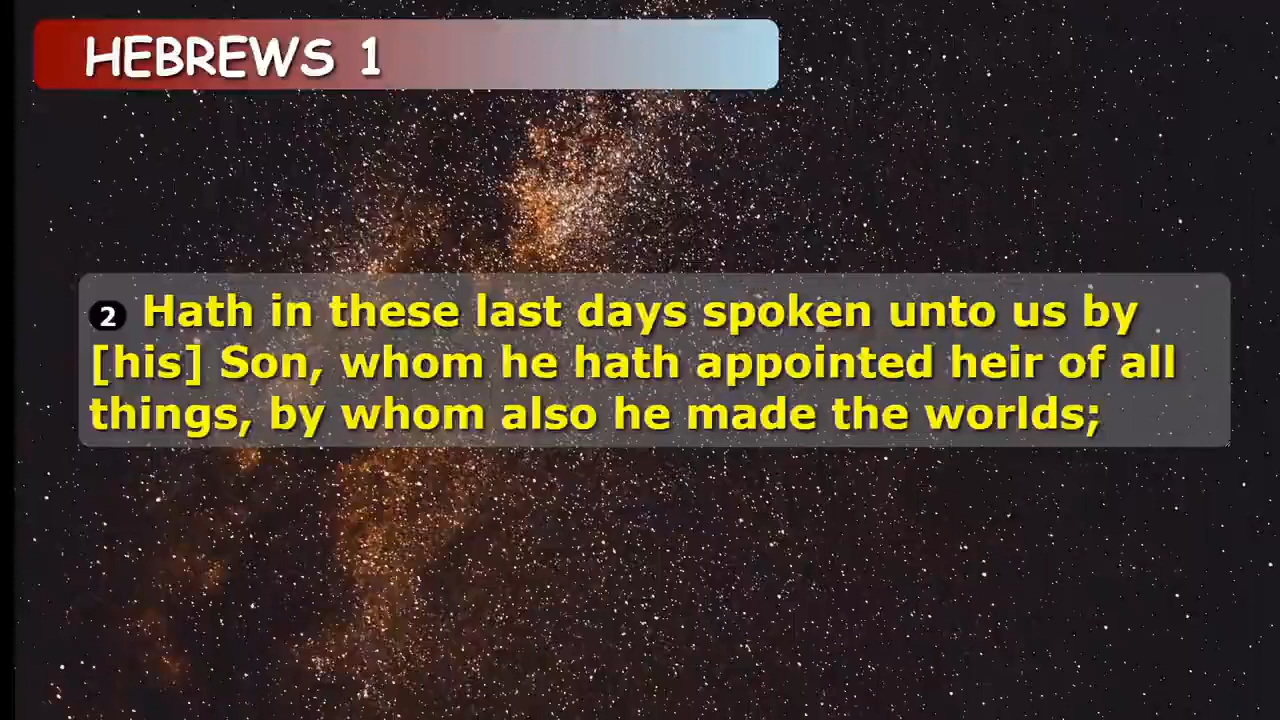 HEBREWS 1
2 Hath in these last days spoken unto us by
[his] Son, whom he hath appointed heir of all
things, by whom also he made the worlds;